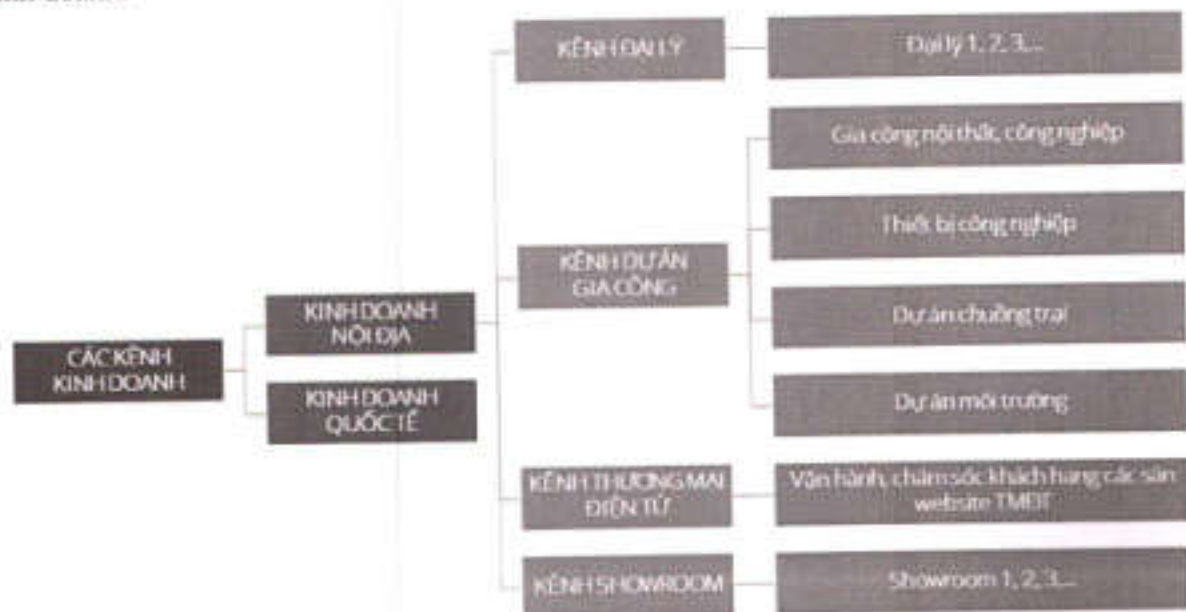 KÊNH ĐẠI LÝ
Đại lý 1, 2, 3,...
Gia công nội thất, công nghiệp
Thiết bị công nghiệp
KÊNH DỰ ÁN
GIA CÔNG
Dự án chuồng trại
Dự án môi trường
KINH DOANH
NỘI ĐỊA
CÁC KÊNH
KINH DOANH
KINH DOANH
QUỐC TẾ
KÊNH THƯƠNG MẠI
ĐIỆN TỬ
Vận hành, chăm sóc khách hàng các sàn
website TMĐT
KÊNH SHOWROOM
Showroom 1, 2, 3,...